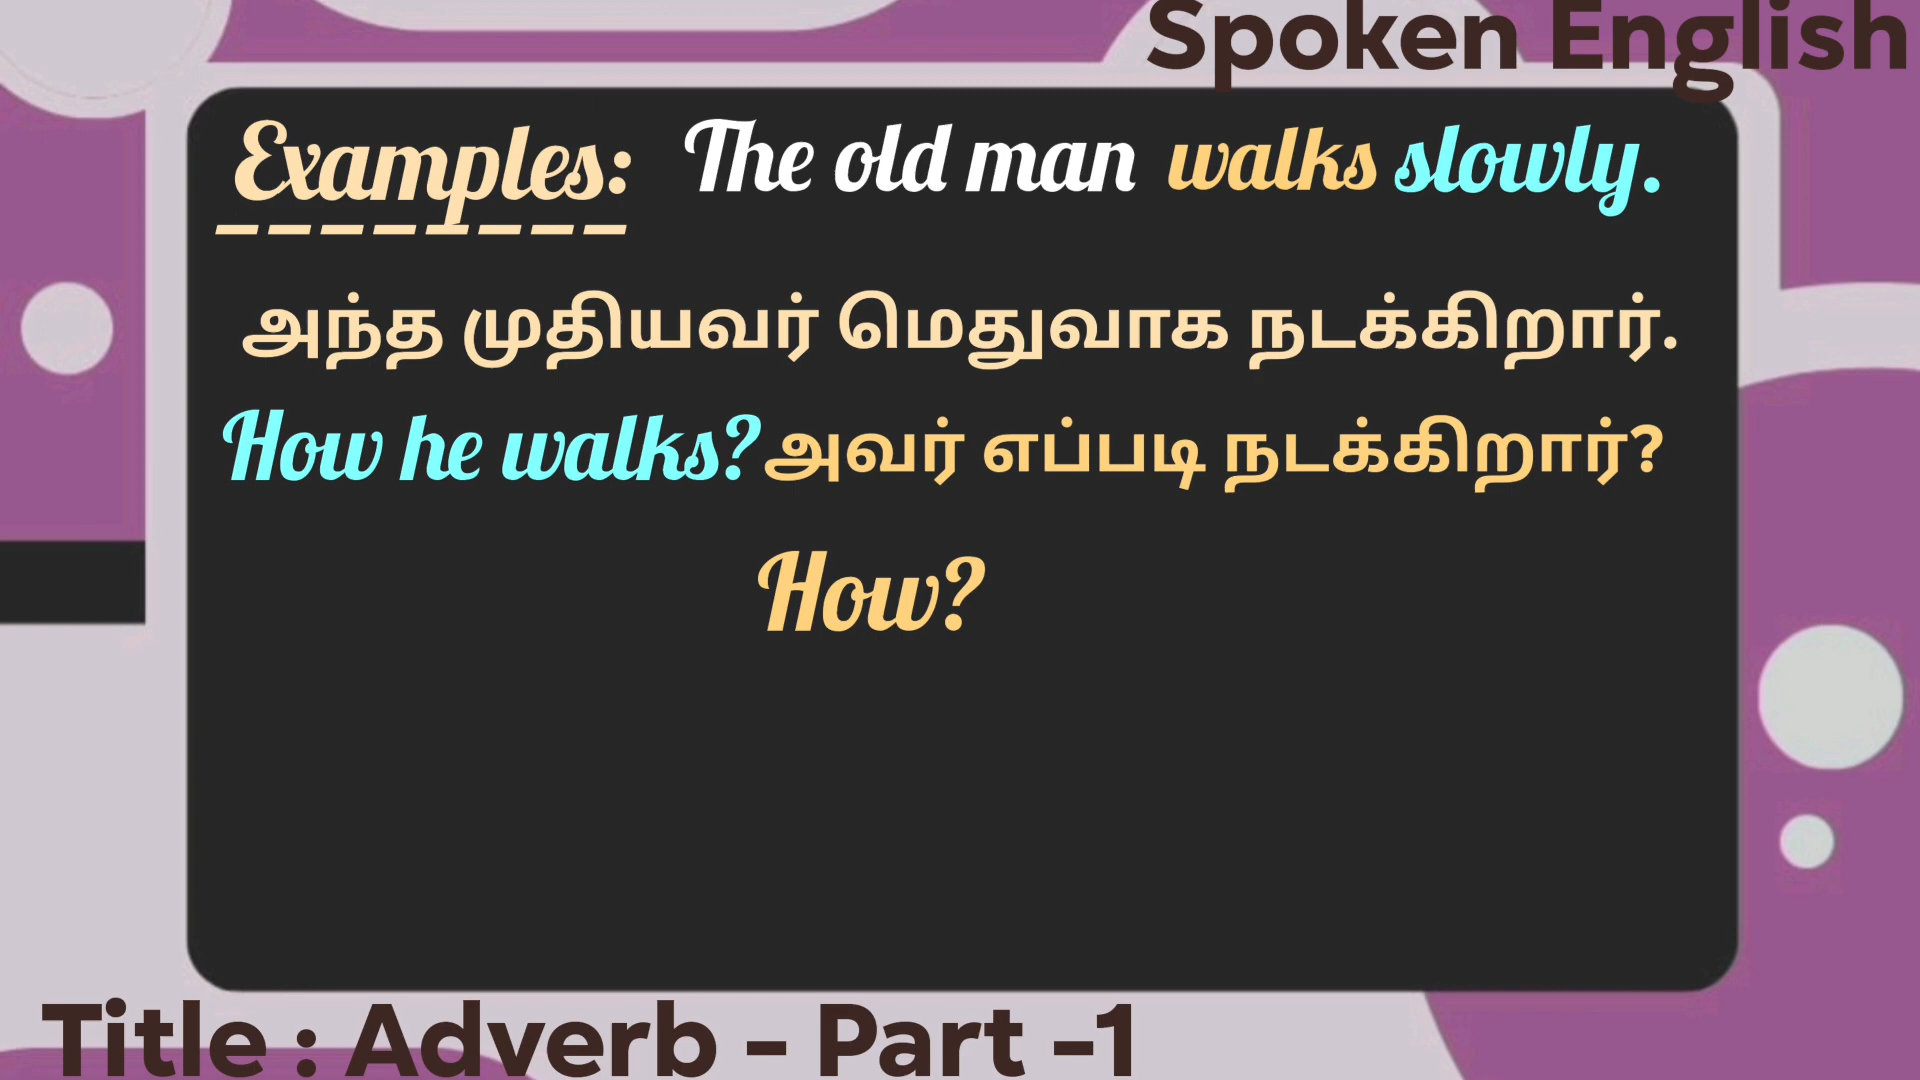 Spoken English
Examples: The old man walks slowly.
அந்த முதியவர் மெதுவாக நடக்கிறார்.
How he walks? அவர் எப்படி நடக்கிறார்?
How?
Title : Adverb - Part -1